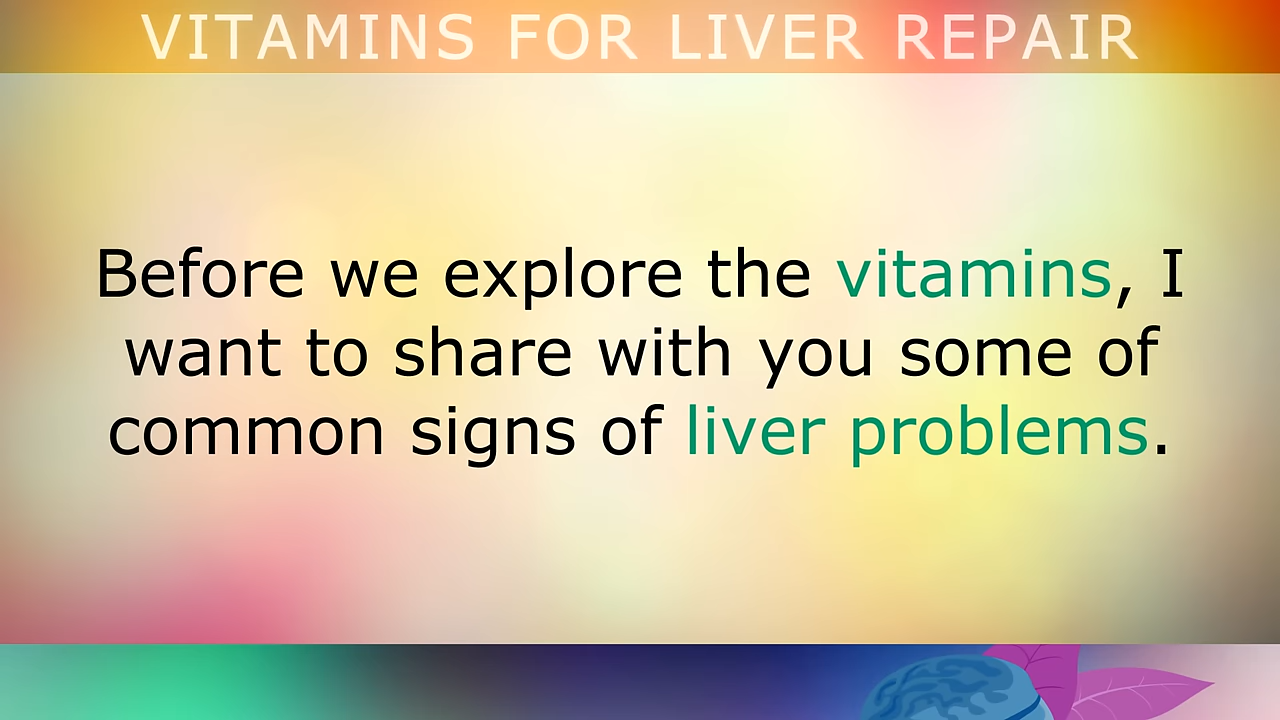 VITAMINS FOR LIVER REPAIR
Before we explore the vitamins, I
want to share with you some of
common signs of liver problems.